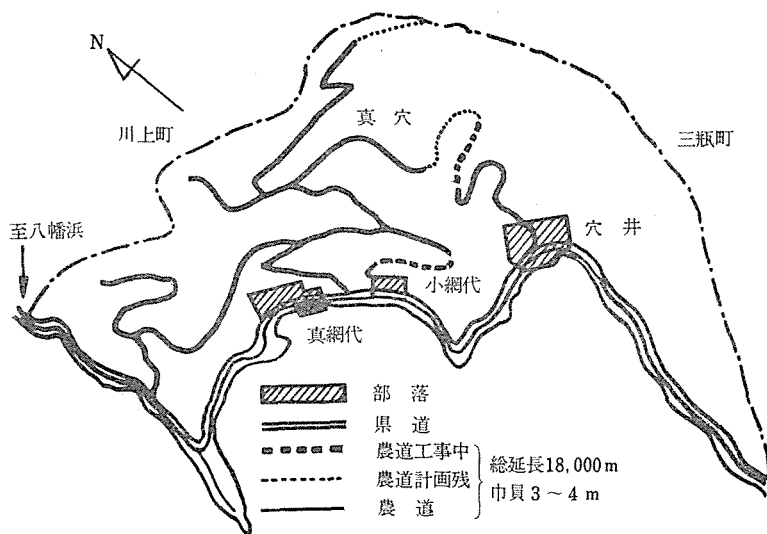 N
真穴
川上町
三瓶町
至八幡浜
穴井
小網代
真網代
部落
県道
農道工事中
農道計画残
農道
総延長18,000m
巾員3~4m